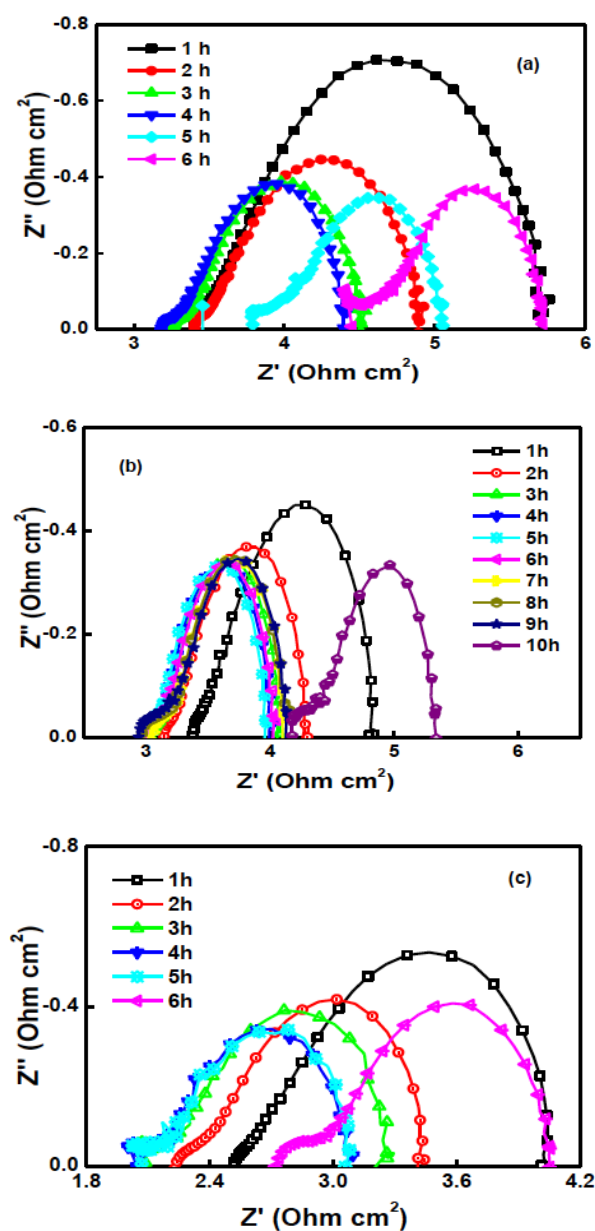 -0.8
-0.6
-0.4
-0.2
0.0
3
4
5
6
Z'' (Ohm cm²)
Z' (Ohm cm²)
(a)
1 h
2 h
3 h
4 h
5 h
6 h
-0.6
-0.4
-0.2
0.0
3
4
5
6
Z'' (Ohm cm²)
Z' (Ohm cm²)
(b)
1h
2h
3h
4h
5h
6h
7h
8h
9h
10h
-0.8
-0.4
0.0
1.8
2.4
3.0
3.6
4.2
Z'' (Ohm cm²)
Z' (Ohm cm²)
(c)
1h
2h
3h
4h
5h
6h